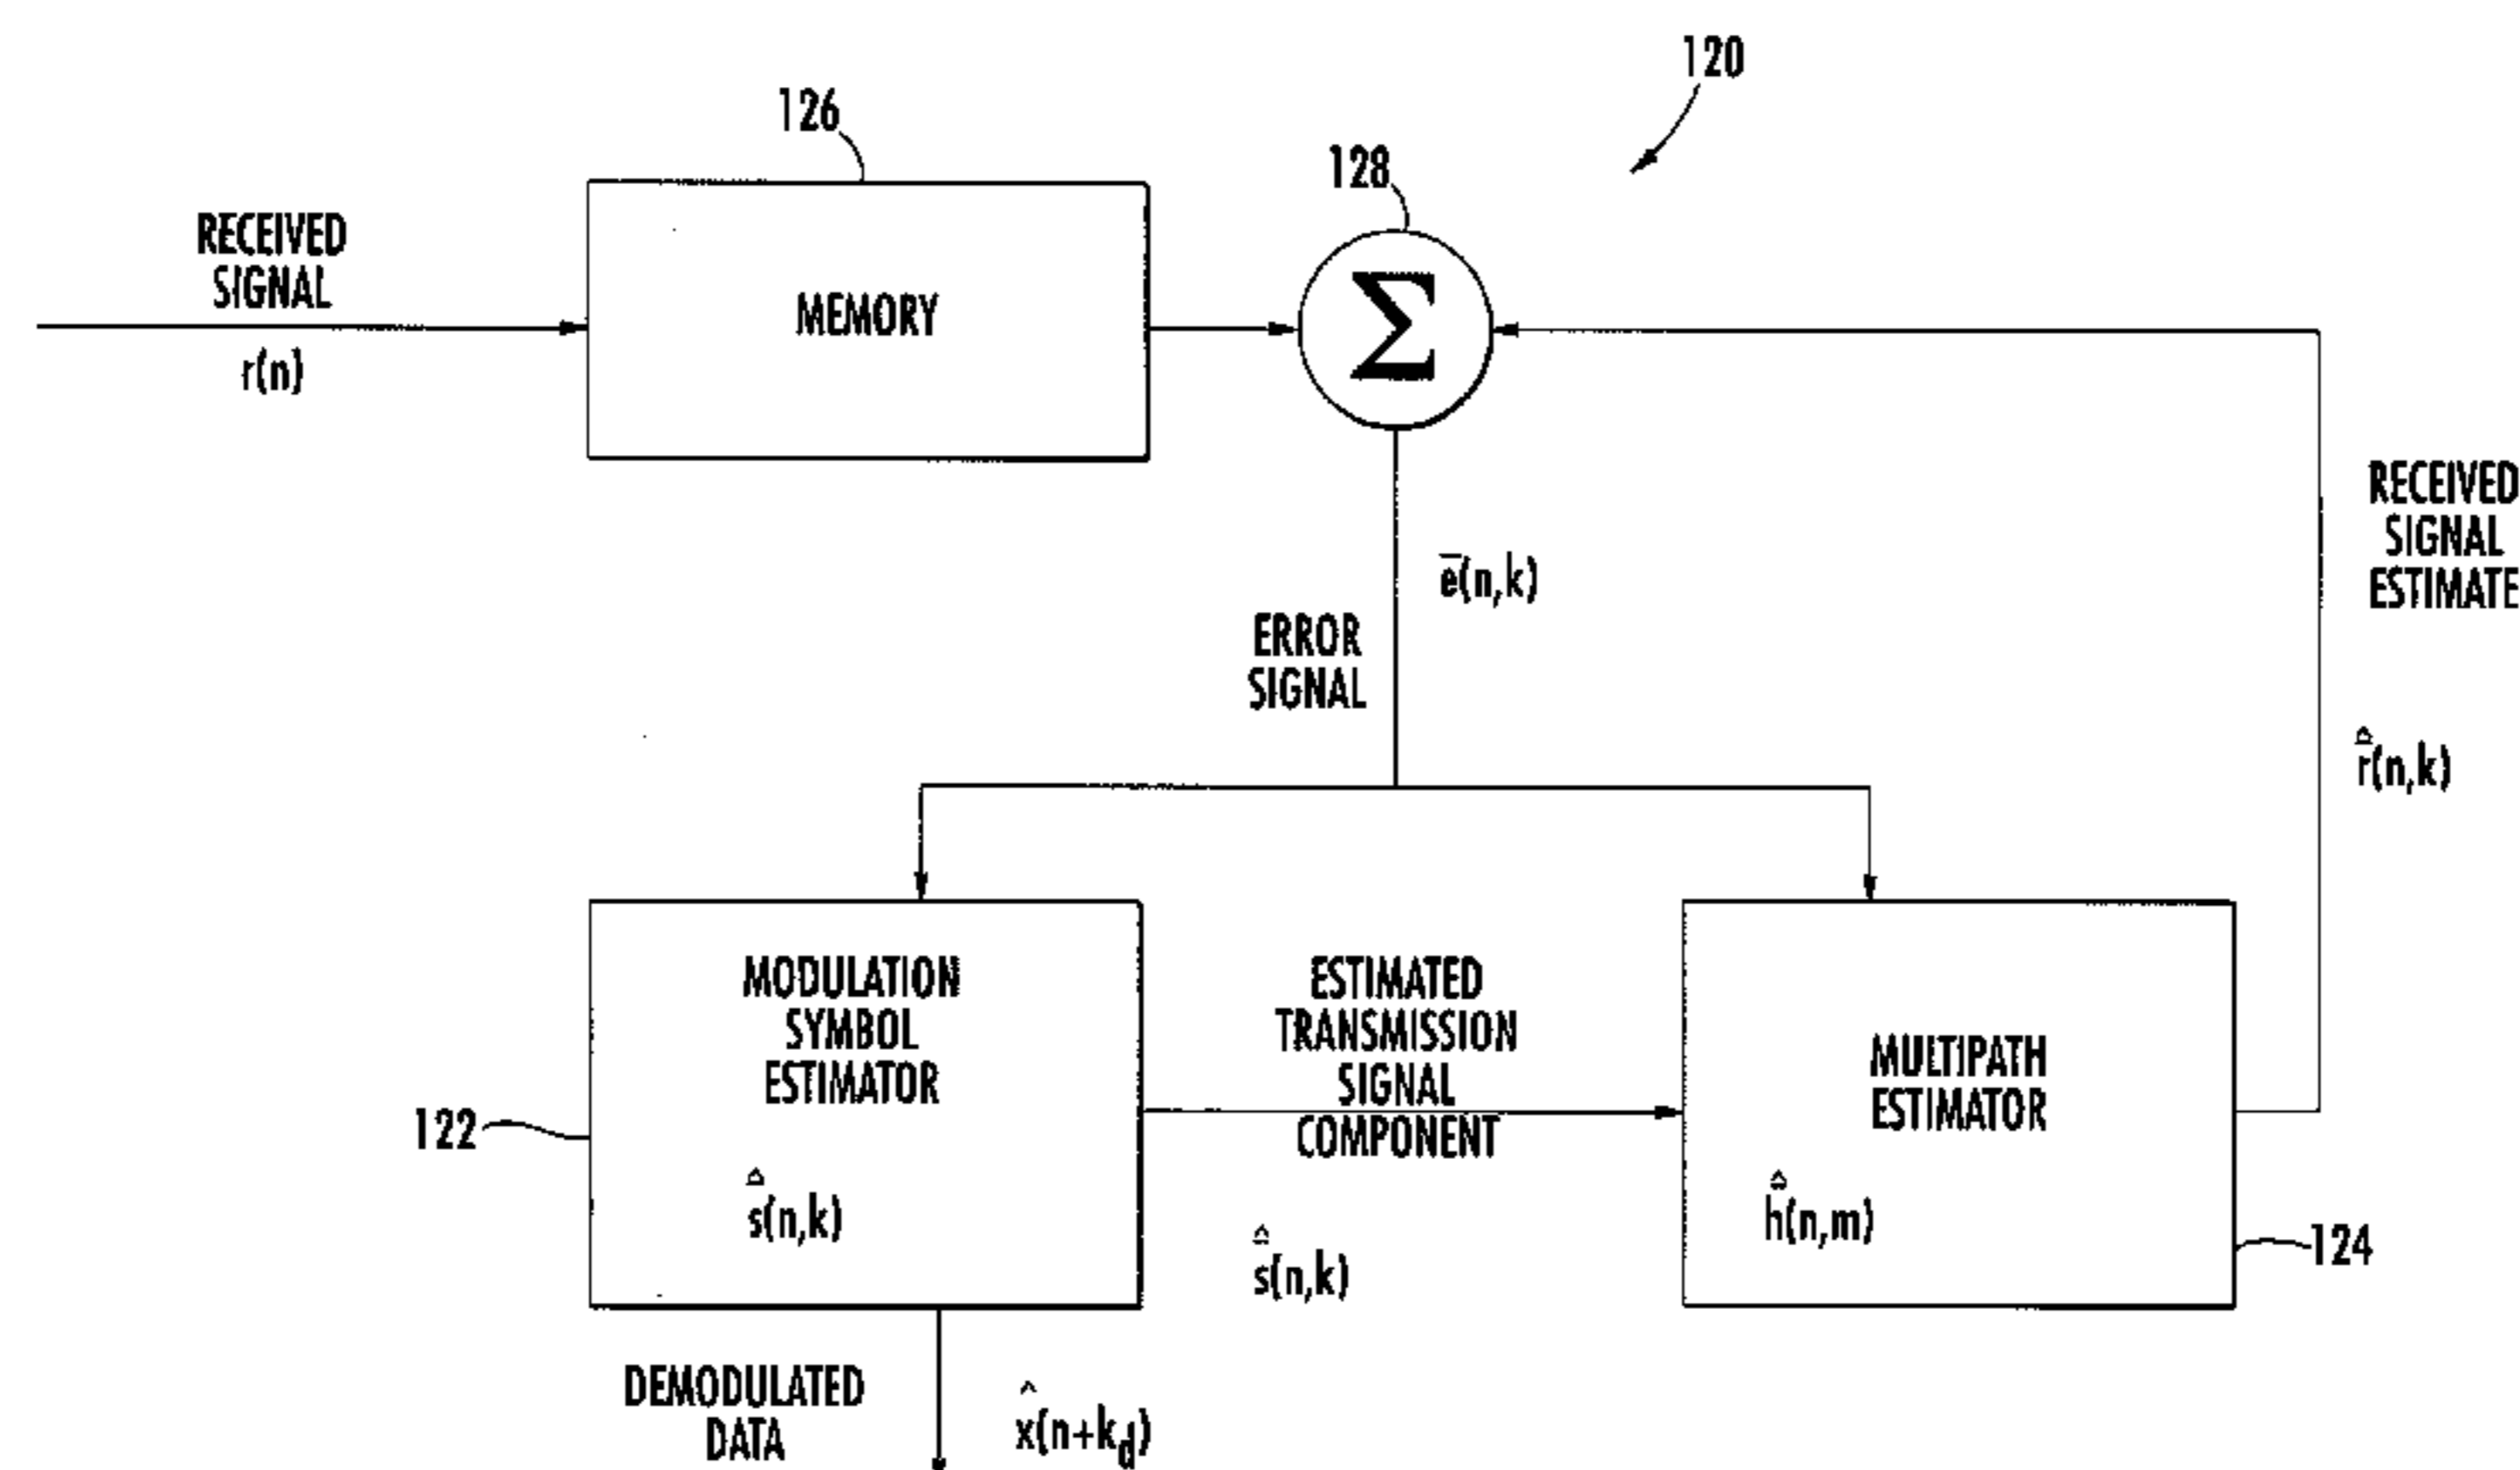 120
126
128
RECEIVED
SIGNAL
r(n)
MEMORY
Σ
RECEIVED
SIGNAL
ESTIMATE
e̅(n,k)
ERROR
SIGNAL
r̲̂(n,k)
MODULATION
SYMBOL
ESTIMATOR
ŝ(n,k)
122
ESTIMATED
TRANSMISSION
SIGNAL
COMPONENT
ŝ(n,k)
MULTIPATH
ESTIMATOR
ĥ(n,m)
124
DEMODULATED
DATA
x̂(n+k_d)